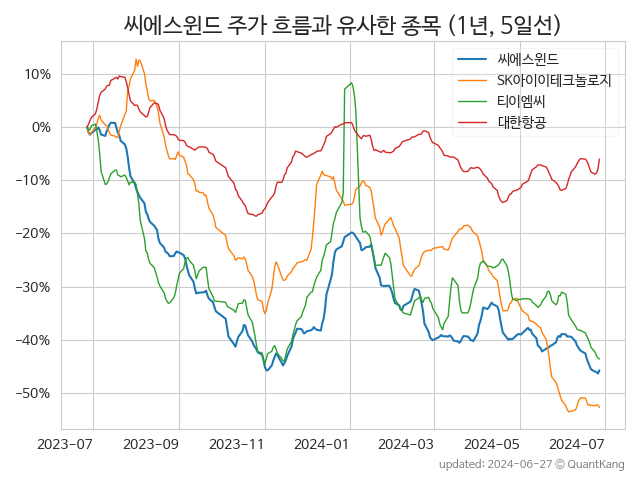 씨에스윈드 주가 흐름과 유사한 종목 (1년, 5일선)
씨에스윈드
SK아이이테크놀로지
티이엠씨
대한항공
10%
0%
−10%
−20%
−30%
−40%
−50%
2023-07 2023-09 2023-11 2024-01 2024-03 2024-05 2024-07
updated: 2024-06-27 © QuantKang